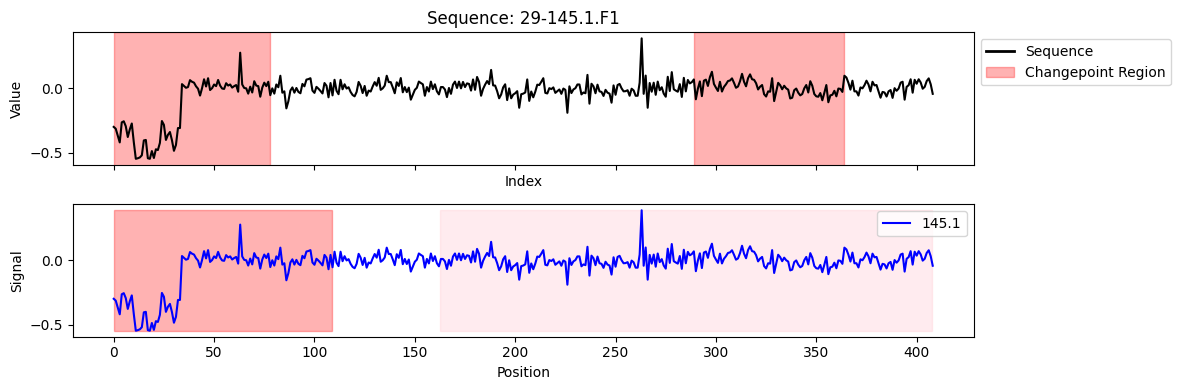 Sequence: 29-145.1.F1
Value
0.0
−0.5
Index
Sequence
Changepoint Region
Signal
0.0
−0.5
145.1
0 50 100 150 200 250 300 350 400
Position